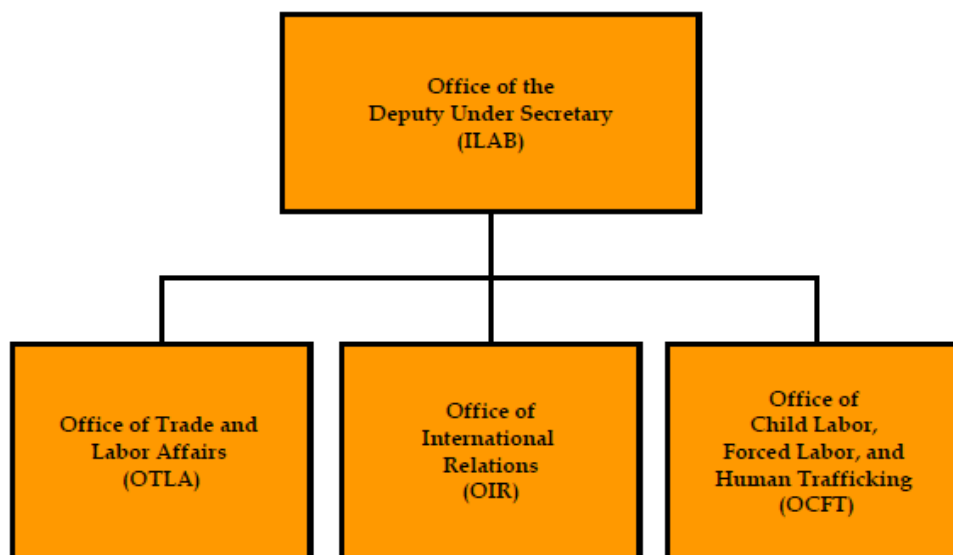 Office of the
Deputy Under Secretary
(ILAB)
Office of Trade and
Labor Affairs
(OTLA)
Office of
International
Relations
(OIR)
Office of
Child Labor,
Forced Labor, and
Human Trafficking
(OCFT)